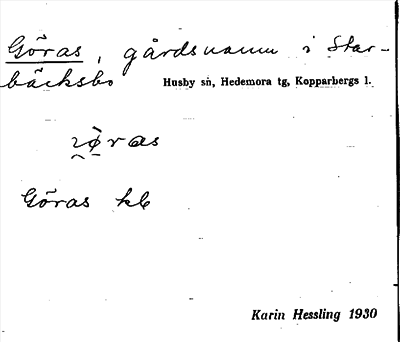 Göras, gårdsnamn i Star-
bäcksbo Husby sn, Hedemora tg, Kopparbergs l.
Göras kb
Karin Hessling 1930